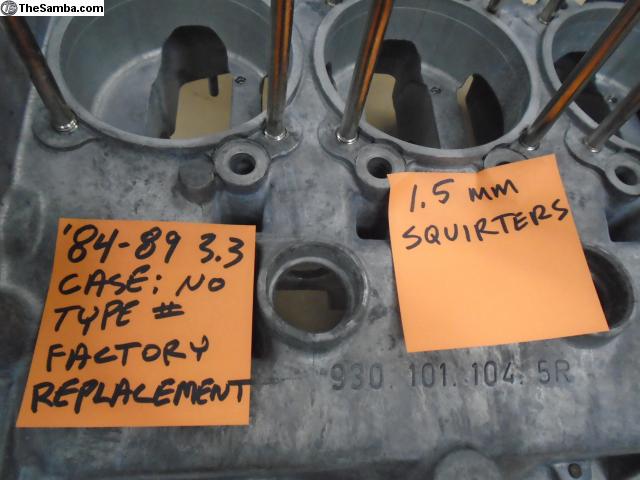 TheSamba.com
'84-89 3.3
CASE: NO
TYPE #
FACTORY
REPLACEMENT
1.5 mm
SQUIRTERS
930.101.104.5R